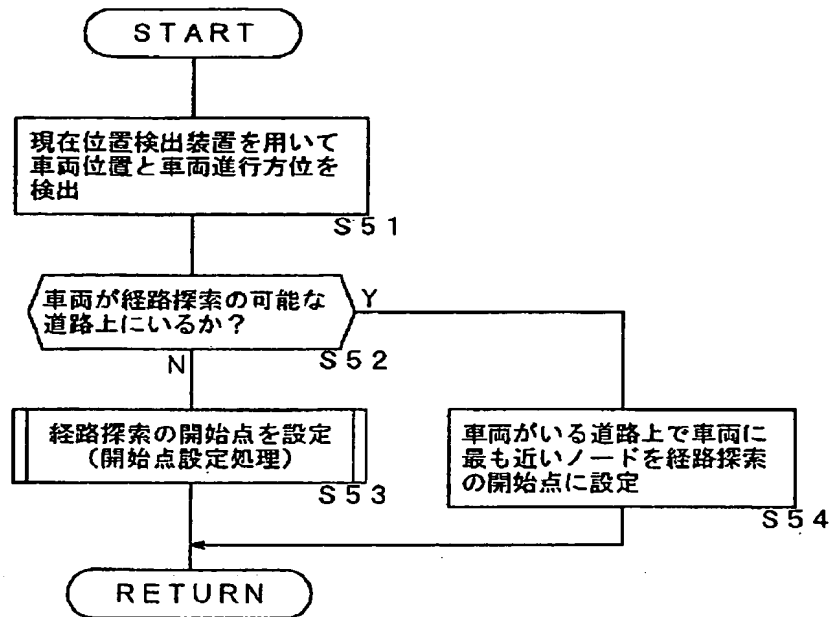 START
現在位置検出装置を用いて
車両位置と車両進行方位を
検出
S51
車両が経路探索の可能な
道路上にいるか？
Y
S52
N
経路探索の開始点を設定
（開始点設定処理）
S53
車両がいる道路上で車両に
最も近いノードを経路探索
の開始点に設定
S54
RETURN